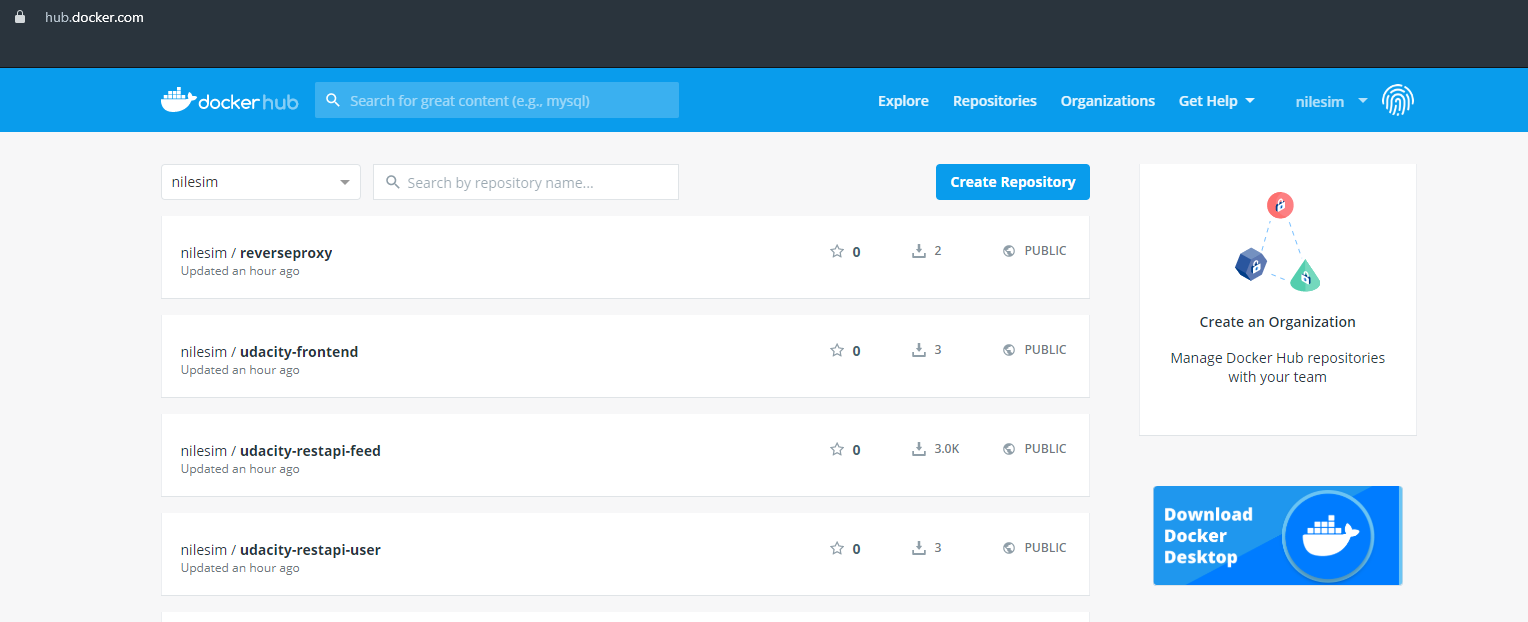 hub.docker.com
docker hub
Search for great content (e.g., mysql)
Explore
Repositories
Organizations
Get Help
nilesim
nilesim
Search by repository name...
Create Repository
nilesim / reverseproxy
Updated an hour ago
0
2
PUBLIC
nilesim / udacity-frontend
Updated an hour ago
0
3
PUBLIC
nilesim / udacity-restapi-feed
Updated an hour ago
0
3.0K
PUBLIC
nilesim / udacity-restapi-user
Updated an hour ago
0
3
PUBLIC
Create an Organization
Manage Docker Hub repositories
with your team
Download
Docker
Desktop